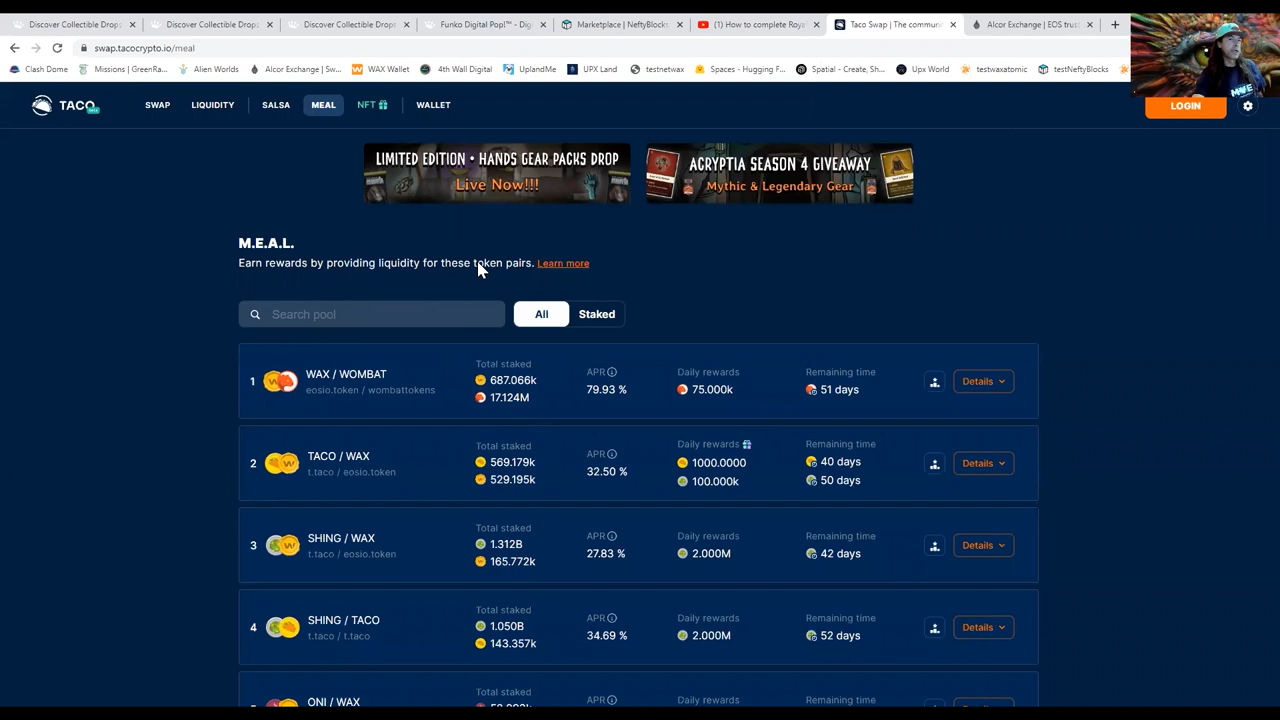 Discover Collectible Drops
Discover Collectible Drops
Discover Collectible Drops
Funko Digital Pop!™ - Dig
Marketplace | NeftyBlocks
(1) How to complete Roya
Taco Swap | The commun
Alcor Exchange | EOS trus
swap.tacocrypto.io/meal
Clash Dome
Missions | GreenRa...
Alien Worlds
Alcor Exchange | Sw...
WAX Wallet
4th Wall Digital
UplandMe
UPX Land
testnetwax
Spaces - Hugging F...
Spatial - Create, Sh...
Upx World
testwaxatomic
testNeftyBlocks
TACO
SWAP
LIQUIDITY
SALSA
MEAL
NFT
WALLET
LOGIN
LIMITED EDITION • HANDS GEAR PACKS DROP
Live Now!!!
ACRYPTIA SEASON 4 GIVEAWAY
Mythic & Legendary Gear
M.E.A.L.
Earn rewards by providing liquidity for these token pairs. Learn more
Search pool
All
Staked
1
WAX / WOMBAT
eosio.token / wombattokens
Total staked
687.066k
17.124M
APR
79.93 %
Daily rewards
75.000k
Remaining time
51 days
Details
2
TACO / WAX
t.taco / eosio.token
Total staked
569.179k
529.195k
APR
32.50 %
Daily rewards
1000.0000
100.000k
Remaining time
40 days
50 days
Details
3
SHING / WAX
t.taco / eosio.token
Total staked
1.312B
165.772k
APR
27.83 %
Daily rewards
2.000M
Remaining time
42 days
Details
4
SHING / TACO
t.taco / t.taco
Total staked
1.050B
143.357k
APR
34.69 %
Daily rewards
2.000M
Remaining time
52 days
Details
ONI / WAX
Total staked
APR
Daily rewards
Remaining time